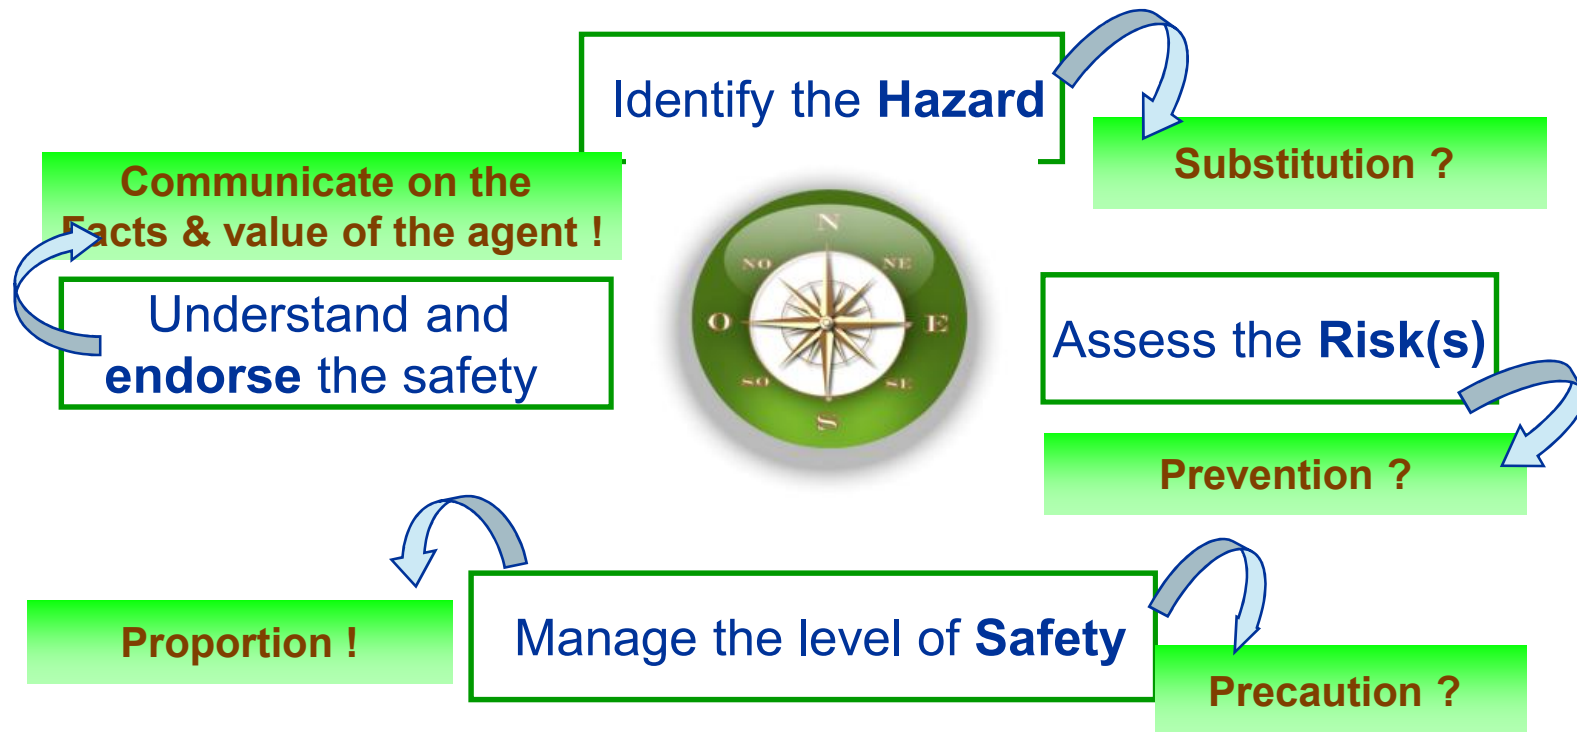 Identify the Hazard
Substitution ?
Communicate on the
Facts & value of the agent !
Understand and
endorse the safety
N
NO
NE
O
E
SO
SE
S
Assess the Risk(s)
Prevention ?
Proportion !
Manage the level of Safety
Precaution ?